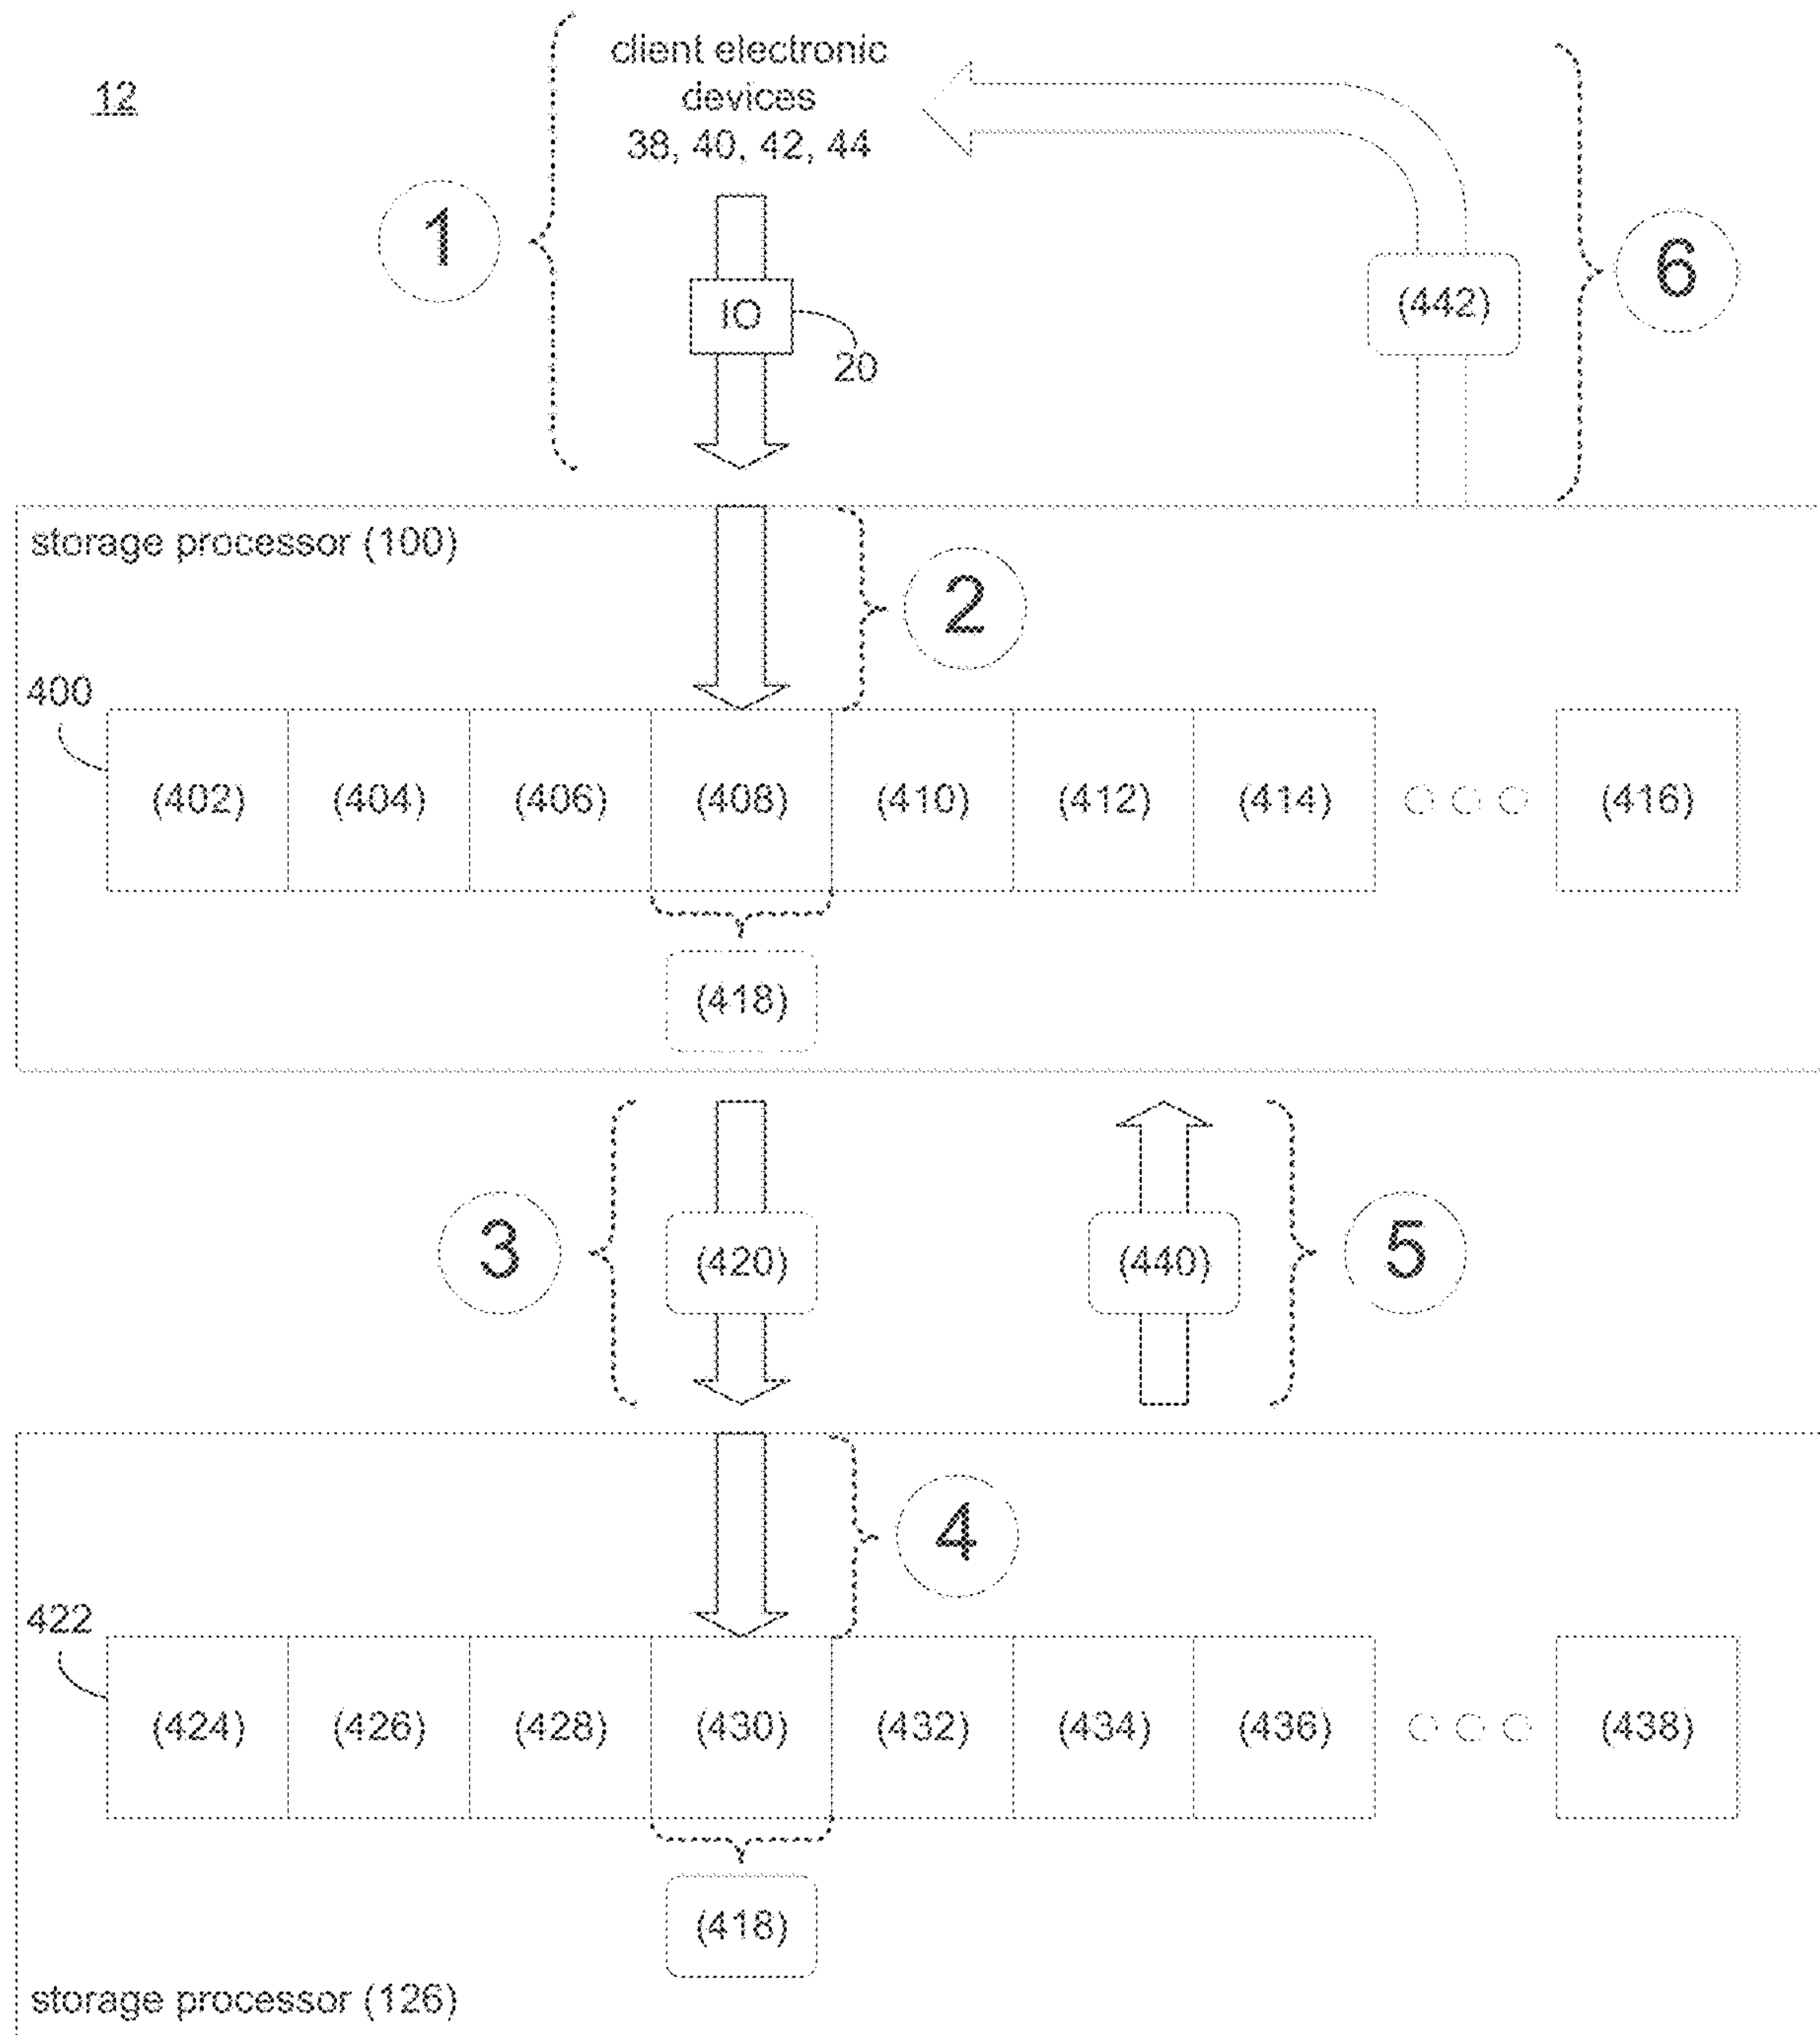 12
client electronic
devices
38, 40, 42, 44
1
IO
20
(442)
6
storage processor (100)
2
400
(402) (404) (406) (408) (410) (412) (414) (416)
(418)
3
(420)
(440)
5
4
422
(424) (426) (428) (430) (432) (434) (436) (438)
(418)
storage processor (126)